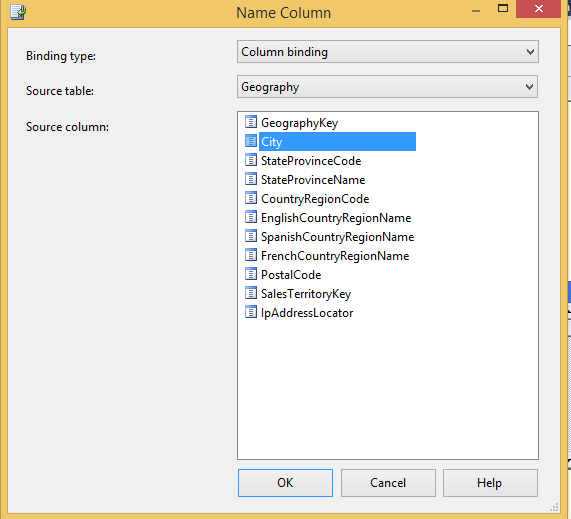 Name Column
Binding type:
Column binding
Source table:
Geography
Source column:
GeographyKey
City
StateProvinceCode
StateProvinceName
CountryRegionCode
EnglishCountryRegionName
SpanishCountryRegionName
FrenchCountryRegionName
PostalCode
SalesTerritoryKey
IpAddressLocator
OK
Cancel
Help